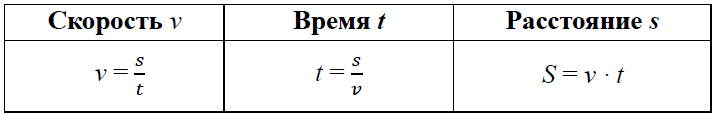 Скорость v Время t Расстояние s
v = s/t t = s/v S = v · t